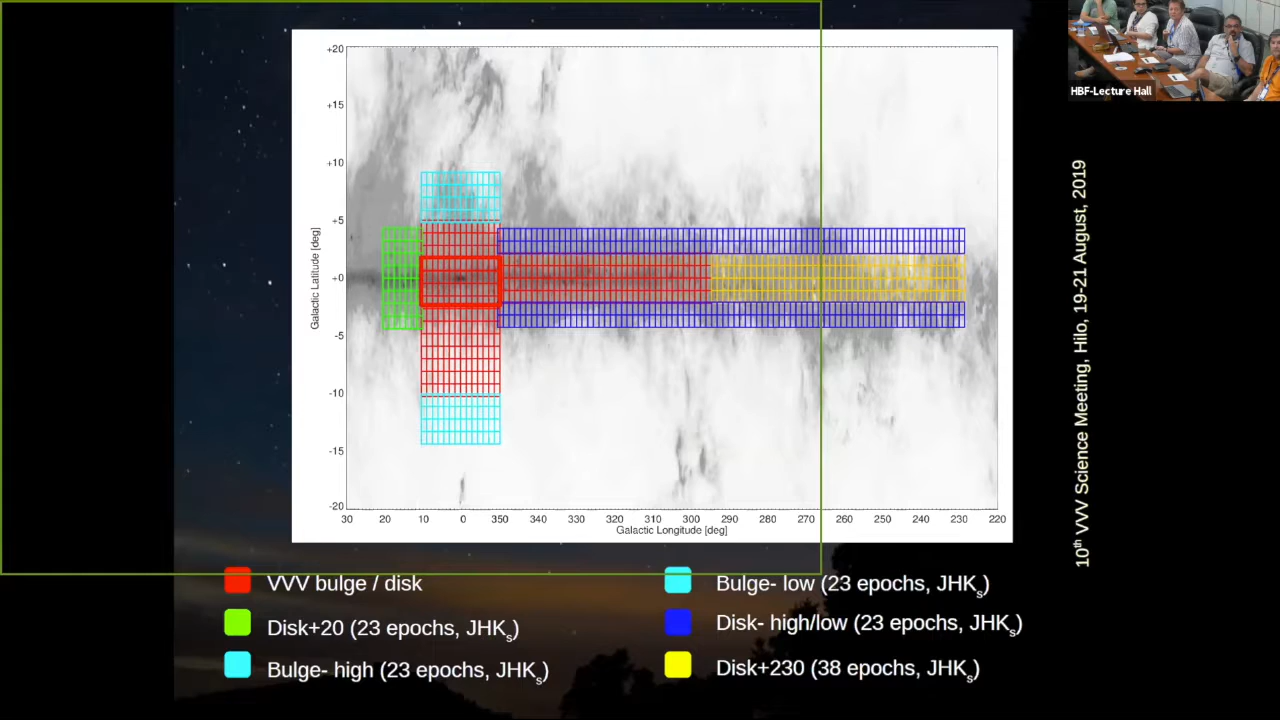 HBF-Lecture Hall
+20
+15
+10
+5
+0
-5
-10
-15
-20
Galactic Latitude [deg]
30 20 10 0 350 340 330 320 310 300 290 280 270 260 250 240 230 220
Galactic Longitude [deg]
10th VVV Science Meeting, Hilo, 19-21 August, 2019
VVV bulge / disk
Disk+20 (23 epochs, JHKs)
Bulge- high (23 epochs, JHKs)
Bulge- low (23 epochs, JHKs)
Disk- high/low (23 epochs, JHKs)
Disk+230 (38 epochs, JHKs)